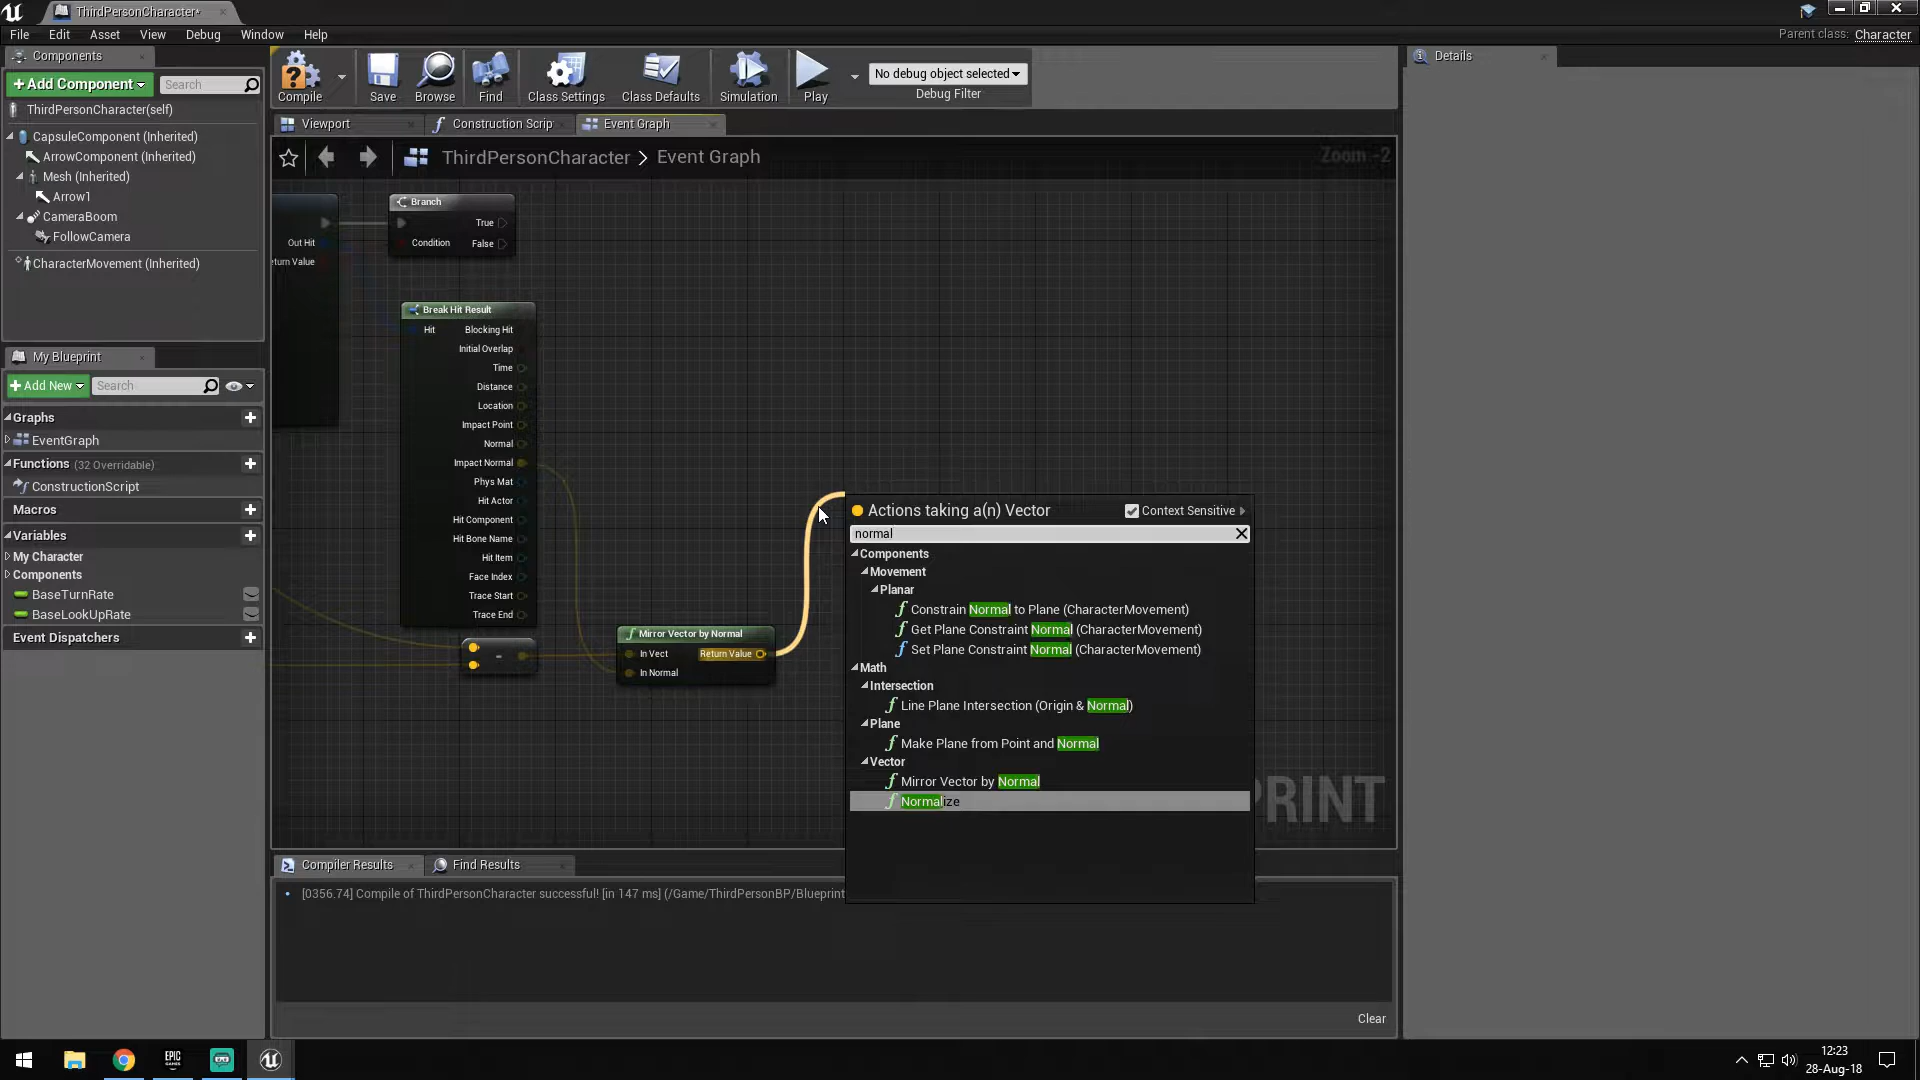 ThirdPersonCharacter*
File Edit Asset View Debug Window Help
Parent class: Character
Components
+Add Component
Search
ThirdPersonCharacter(self)
CapsuleComponent (Inherited)
ArrowComponent (Inherited)
Mesh (Inherited)
Arrow1
CameraBoom
FollowCamera
CharacterMovement (Inherited)
My Blueprint
+Add New
Search
Graphs
EventGraph
Functions (32 Overridable)
ConstructionScript
Macros
Variables
My Character
Components
BaseTurnRate
BaseLookUpRate
Event Dispatchers
Compile Save Browse Find Class Settings Class Defaults Simulation Play
No debug object selected
Debug Filter
Viewport
Construction Scrip
Event Graph
ThirdPersonCharacter > Event Graph
Zoom -2
Out Hit
eturn Value
Branch
True
Condition False
Break Hit Result
Hit Blocking Hit
Initial Overlap
Time
Distance
Location
Impact Point
Normal
Impact Normal
Phys Mat
Hit Actor
Hit Component
Hit Bone Name
Hit Item
Face Index
Trace Start
Trace End
-
Mirror Vector by Normal
In Vect Return Value
In Normal
Actions taking a(n) Vector
Context Sensitive
normal
Components
Movement
Planar
Constrain Normal to Plane (CharacterMovement)
Get Plane Constraint Normal (CharacterMovement)
Set Plane Constraint Normal (CharacterMovement)
Math
Intersection
Line Plane Intersection (Origin & Normal)
Plane
Make Plane from Point and Normal
Vector
Mirror Vector by Normal
Normalize
PRINT
Compiler Results
Find Results
[0356.74] Compile of ThirdPersonCharacter successful! [in 147 ms] (/Game/ThirdPersonBP/Blueprint
Clear
Details
EPIC
GAMES
12:23
28-Aug-18